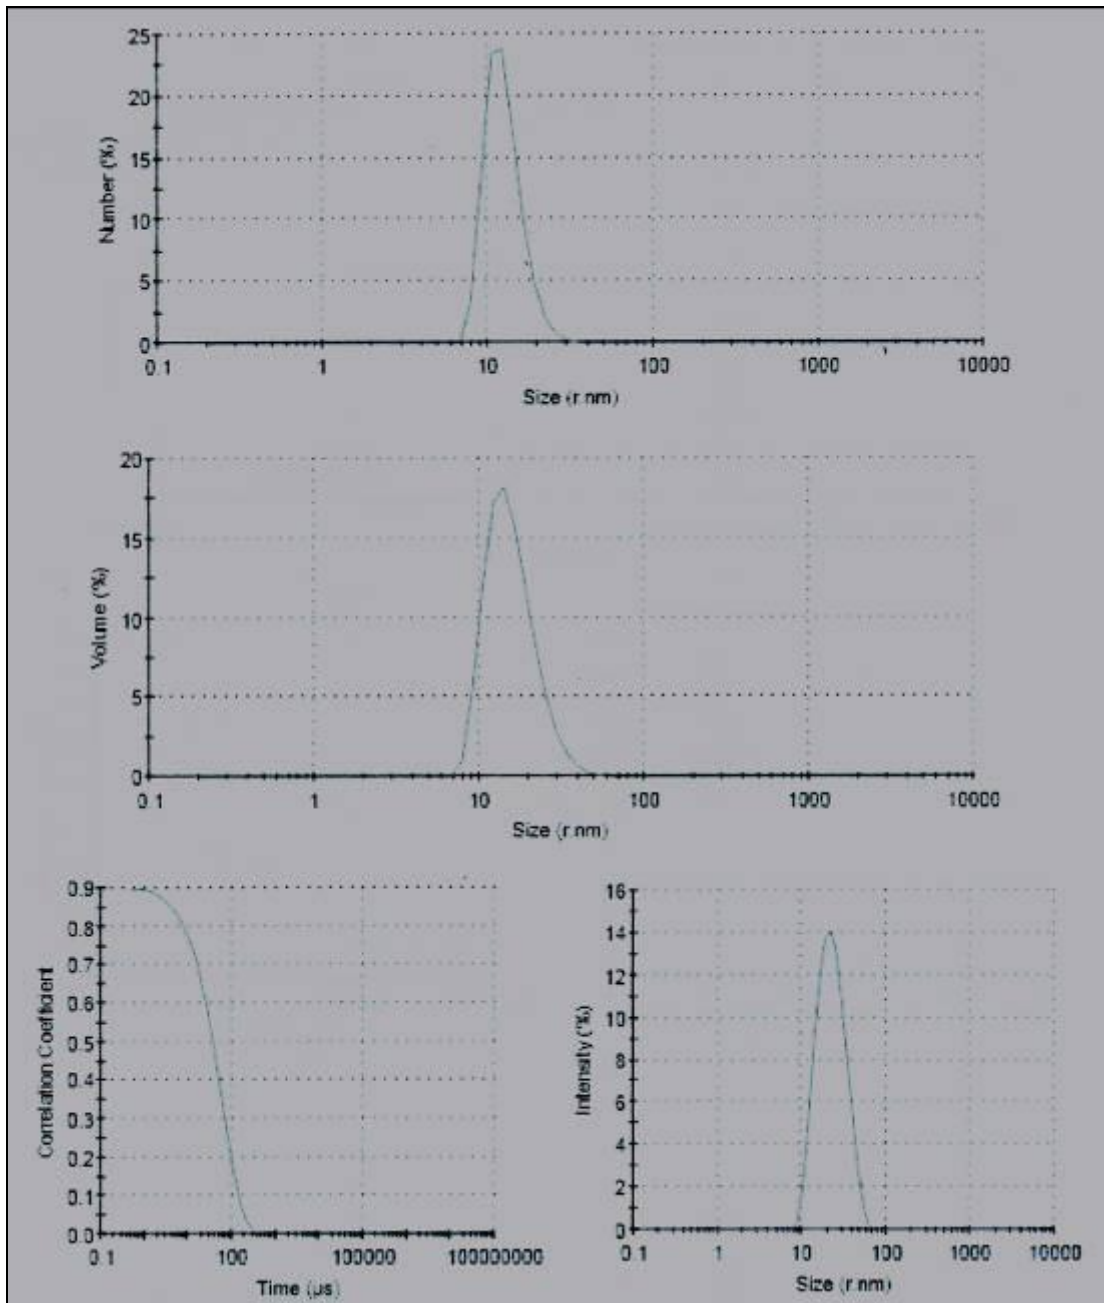 25
20
15
10
5
0
Number (%)
0.1 1 10 100 1000 10000
Size (r.nm)
20
15
10
5
0
Volume (%)
0.1 1 10 100 1000 10000
Size (r.nm)
0.9
0.8
0.7
0.6
0.5
0.4
0.3
0.2
0.1
0.0
Correlation Coefficient
0.1 100 100000 100000000
Time (µs)
16
14
12
10
8
6
4
2
0
Intensity (%)
0.1 1 10 100 1000 10000
Size (r.nm)